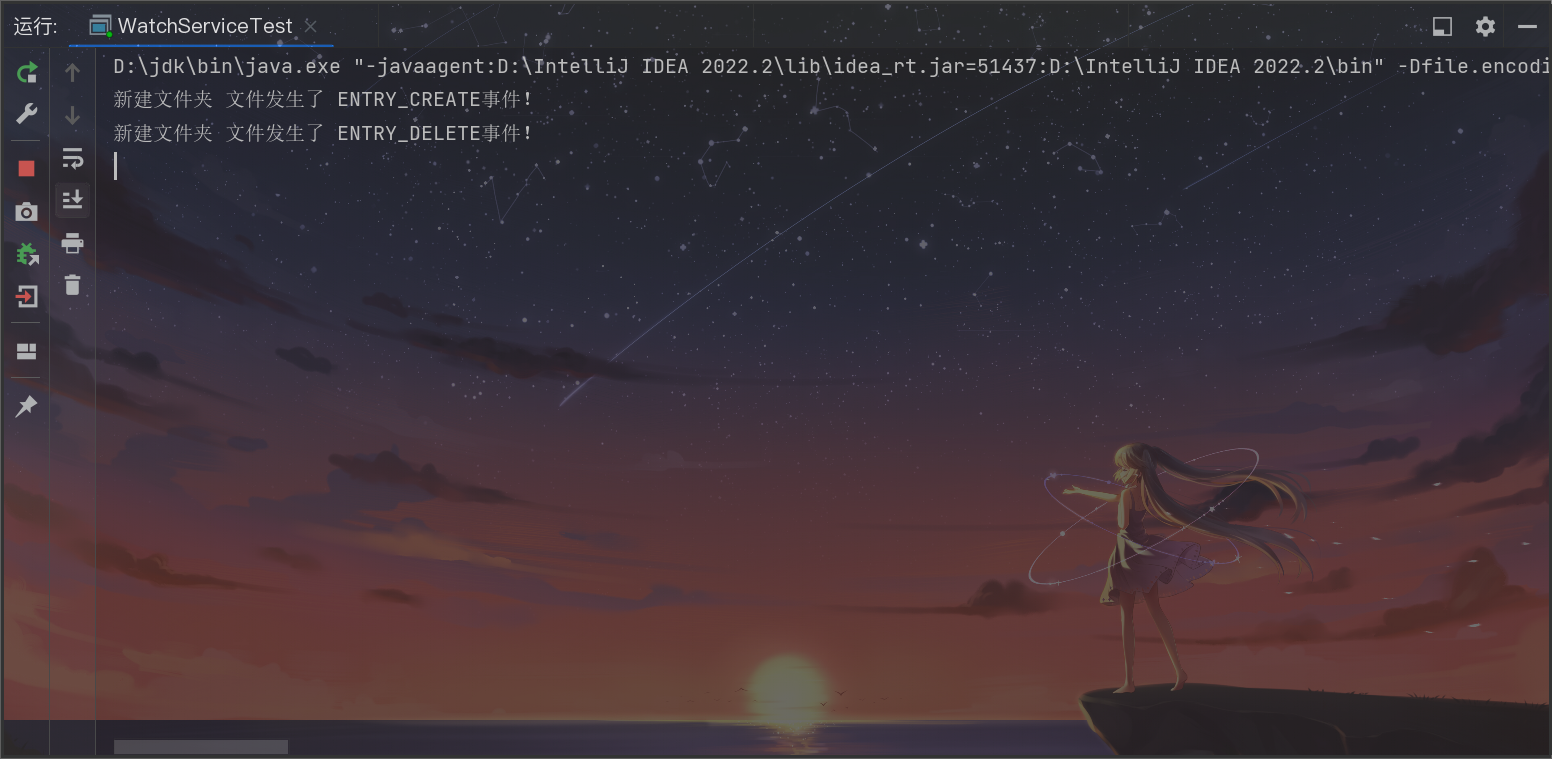 运行: WatchServiceTest
D:\jdk\bin\java.exe "-javaagent:D:\IntelliJ IDEA 2022.2\lib\idea_rt.jar=51437:D:\IntelliJ IDEA 2022.2\bin" -Dfile.encodi
新建文件夹 文件发生了 ENTRY_CREATE事件!
新建文件夹 文件发生了 ENTRY_DELETE事件!